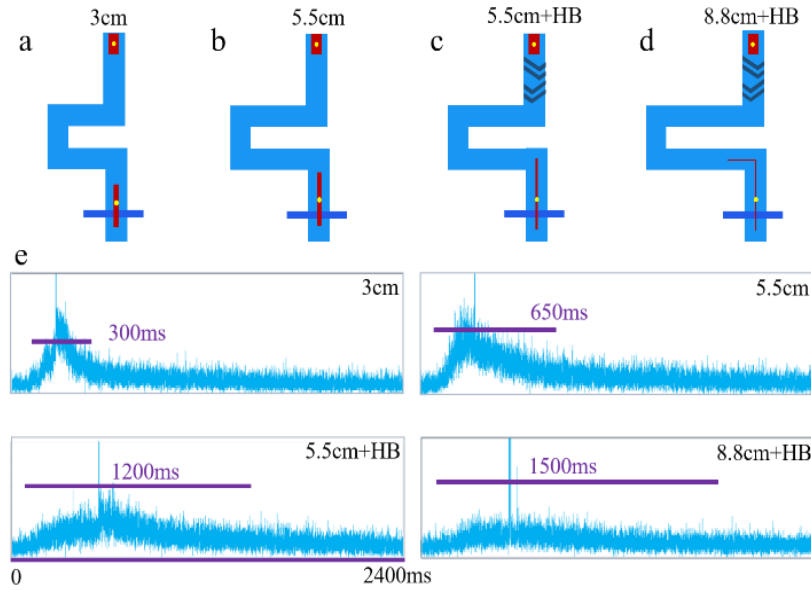 3cm
5.5cm
5.5cm+HB
8.8cm+HB
a
b
c
d
e
3cm
300ms
5.5cm
650ms
5.5cm+HB
1200ms
8.8cm+HB
1500ms
0
2400ms